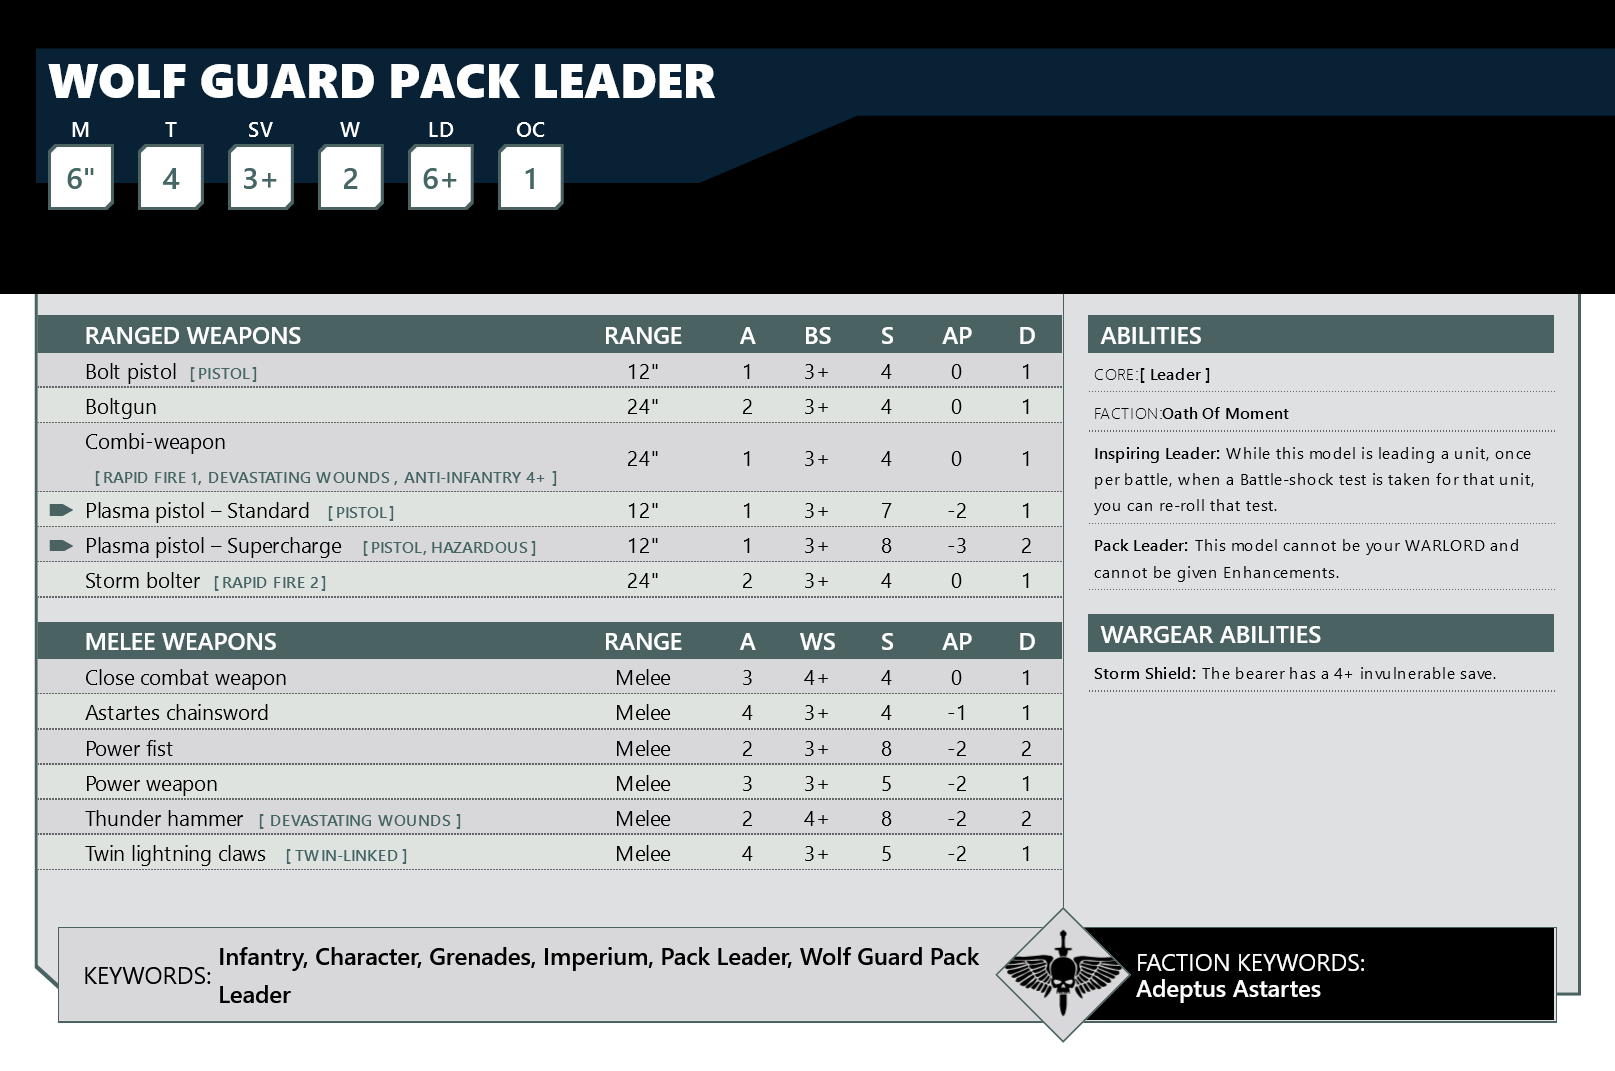 WOLF GUARD PACK LEADER
M T SV W LD OC
6" 4 3+ 2 6+ 1
RANGED WEAPONS RANGE A BS S AP D
Bolt pistol [ PISTOL ] 12" 1 3+ 4 0 1
Boltgun 24" 2 3+ 4 0 1
Combi-weapon
[ RAPID FIRE 1, DEVASTATING WOUNDS , ANTI-INFANTRY 4+ ] 24" 1 3+ 4 0 1
Plasma pistol – Standard [ PISTOL ] 12" 1 3+ 7 -2 1
Plasma pistol – Supercharge [ PISTOL, HAZARDOUS ] 12" 1 3+ 8 -3 2
Storm bolter [ RAPID FIRE 2 ] 24" 2 3+ 4 0 1
MELEE WEAPONS RANGE A WS S AP D
Close combat weapon Melee 3 4+ 4 0 1
Astartes chainsword Melee 4 3+ 4 -1 1
Power fist Melee 2 3+ 8 -2 2
Power weapon Melee 3 3+ 5 -2 1
Thunder hammer [ DEVASTATING WOUNDS ] Melee 2 4+ 8 -2 2
Twin lightning claws [ TWIN-LINKED ] Melee 4 3+ 5 -2 1
ABILITIES
CORE:[ Leader ]
FACTION:Oath Of Moment
Inspiring Leader: While this model is leading a unit, once
per battle, when a Battle-shock test is taken for that unit,
you can re-roll that test.
Pack Leader: This model cannot be your WARLORD and
cannot be given Enhancements.
WARGEAR ABILITIES
Storm Shield: The bearer has a 4+ invulnerable save.
KEYWORDS: Infantry, Character, Grenades, Imperium, Pack Leader, Wolf Guard Pack
Leader
FACTION KEYWORDS:
Adeptus Astartes